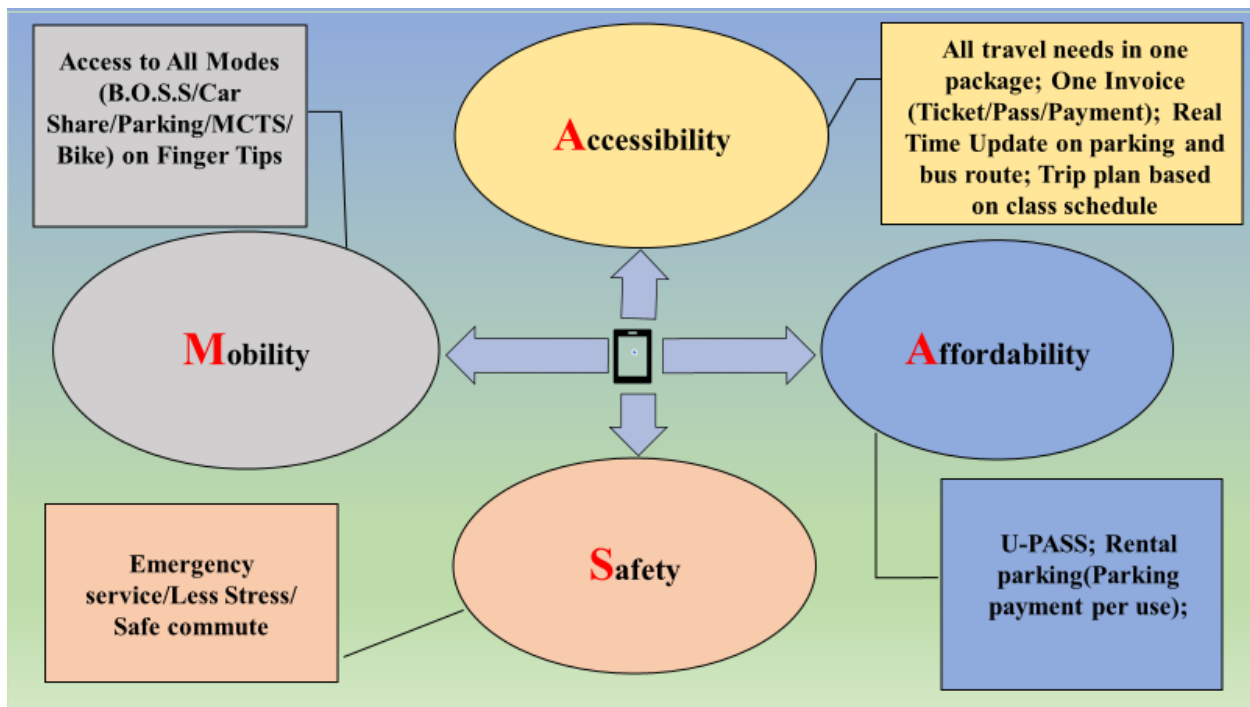 Access to All Modes
(B.O.S.S/Car
Share/Parking/MCTS/
Bike) on Finger Tips
Accessibility
All travel needs in one
package; One Invoice
(Ticket/Pass/Payment); Real
Time Update on parking and
bus route; Trip plan based
on class schedule
Mobility
Affordability
Emergency
service/Less Stress/
Safe commute
Safety
U-PASS; Rental
parking(Parking
payment per use);